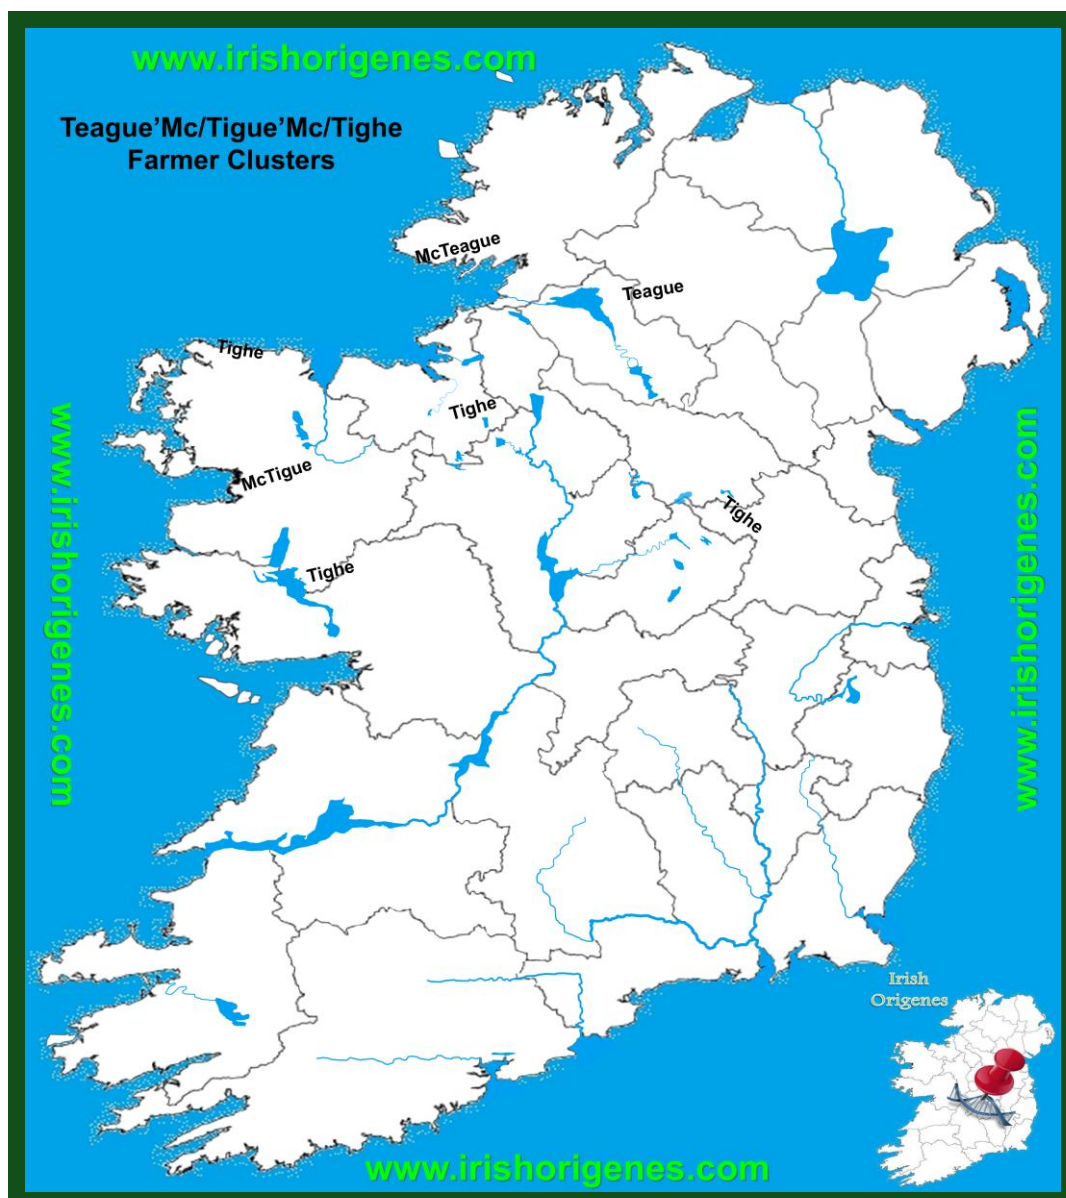 www.irishorigenes.com
Teague’Mc/Tigue’Mc/Tighe
Farmer Clusters
McTeague
Teague
Tighe
Tighe
McTigue
Tighe
Tighe
www.irishorigenes.com
www.irishorigenes.com
Irish
Origenes
www.irishorigenes.com